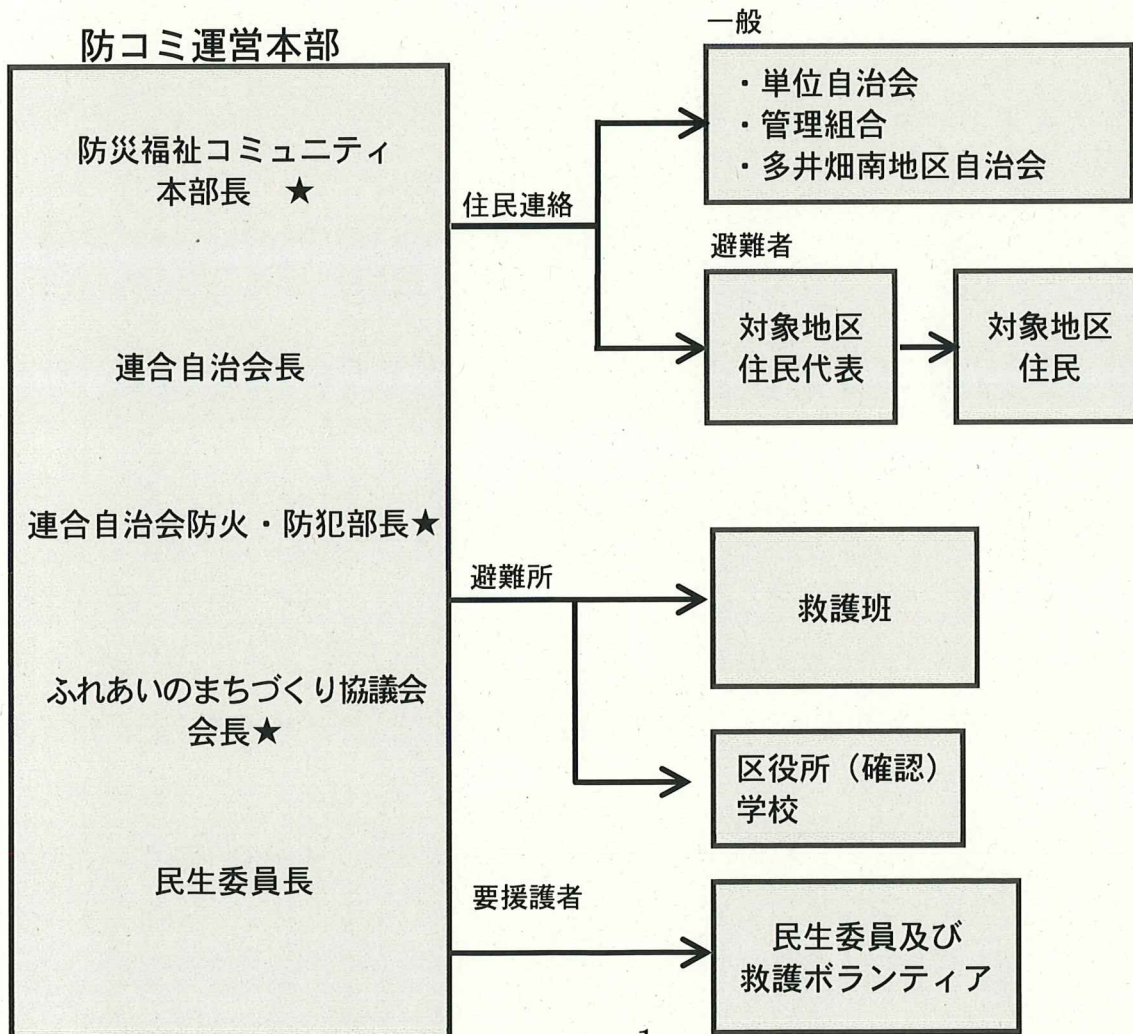 防コミ運営本部
防災福祉コミュニティ
本部長 ★
連合自治会長
連合自治会防火・防犯部長★
ふれあいのまちづくり協議会
会長★
民生委員長
住民連絡
一般
・単位自治会
・管理組合
・多井畑南地区自治会
避難者
対象地区
住民代表
対象地区
住民
避難所
救護班
区役所（確認）
学校
要援護者
民生委員及び
救護ボランティア